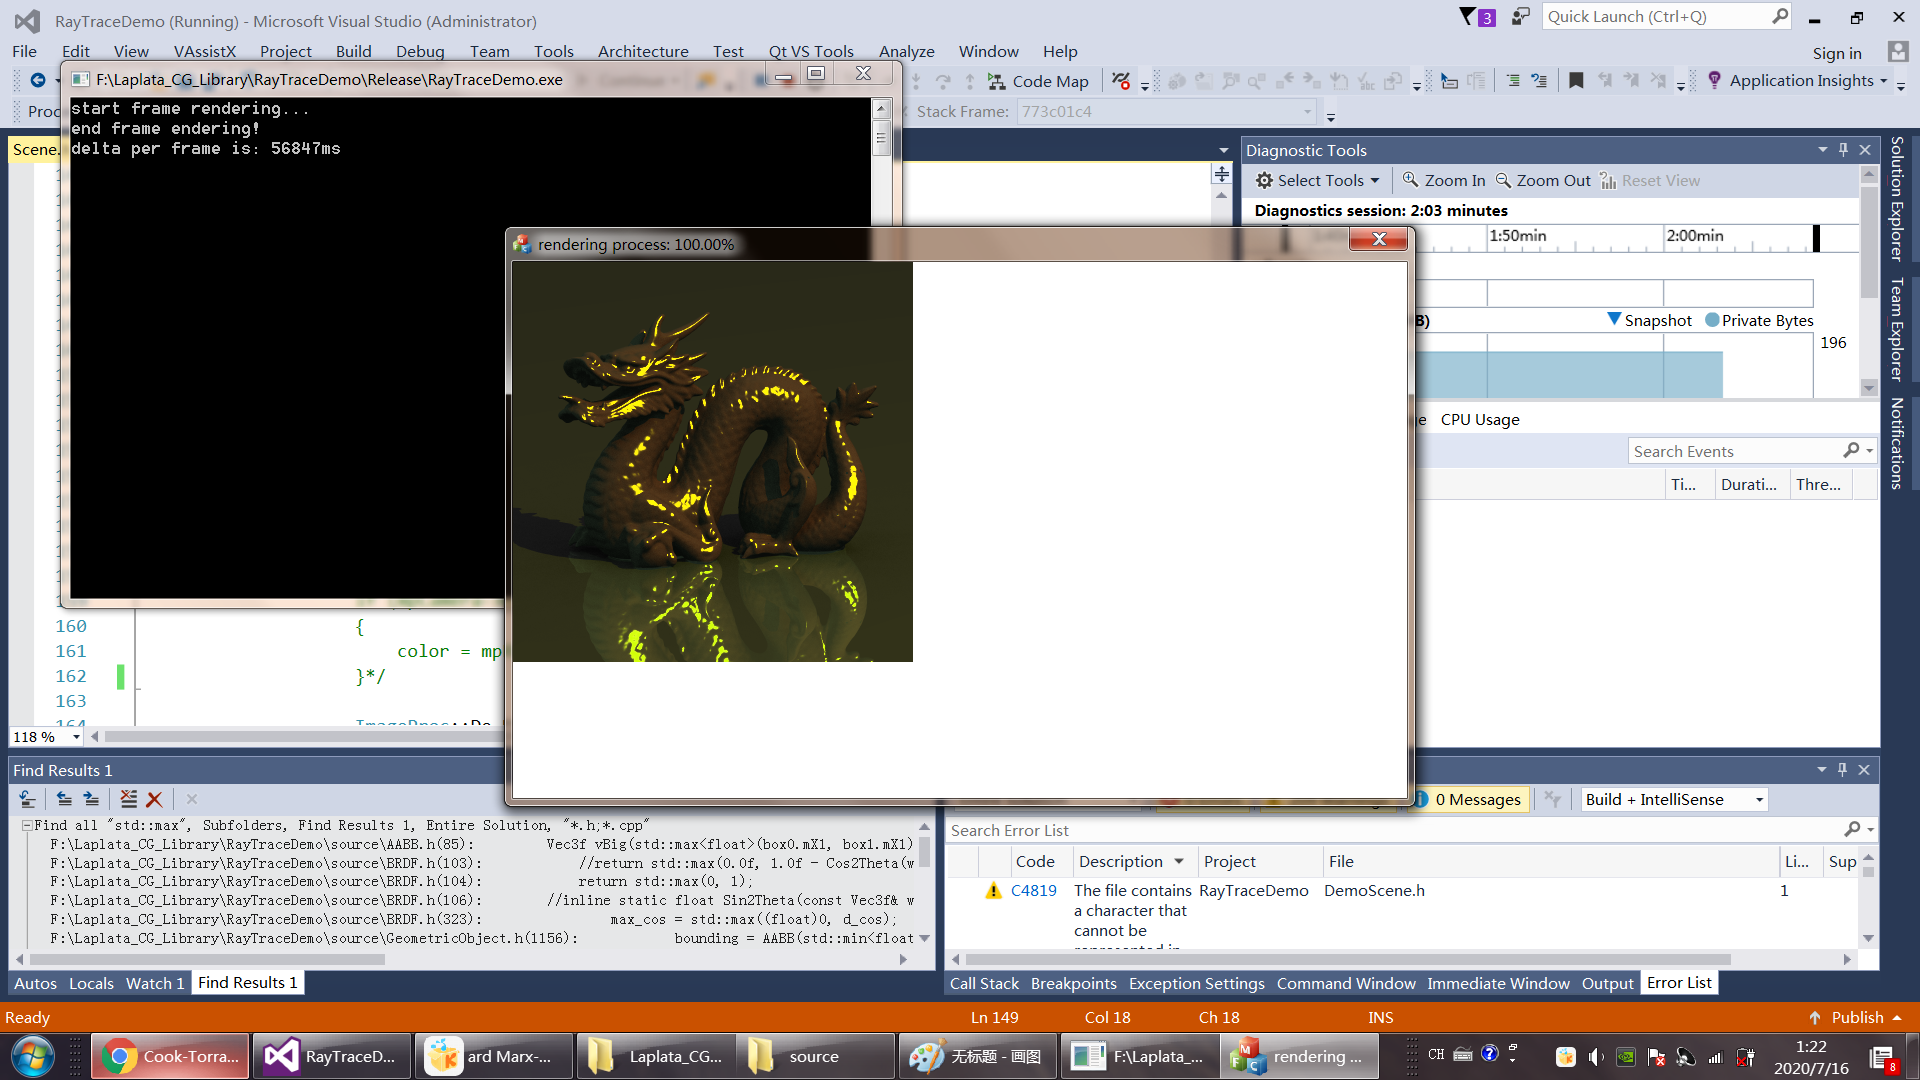 RayTraceDemo (Running) - Microsoft Visual Studio (Administrator)
3
Quick Launch (Ctrl+Q)
File Edit View VAssistX Project Build Debug Team Tools Architecture Test Qt VS Tools Analyze Window Help
Sign in
F:\Laplata_CG_Library\RayTraceDemo\Release\RayTraceDemo.exe
Code Map
Application Insights
Proc
Stack Frame: 773c01c4
start frame rendering...
end frame endering!
delta per frame is: 56847ms
Scene.
Diagnostic Tools
Select Tools Zoom In Zoom Out Reset View
Diagnostics session: 2:03 minutes
1:50min 2:00min
rendering process: 100.00%
B) Snapshot Private Bytes
196
ge CPU Usage
Search Events
Ti... Durati... Thre...
Solution Explorer
Team Explorer
Notifications
160 {
161 color = mp
162 }*/
163
164
118 %
Find Results 1
Find all "std::max", Subfolders, Find Results 1, Entire Solution, "*.h;*.cpp"
F:\Laplata_CG_Library\RayTraceDemo\source\AABB.h(85): Vec3f vBig(std::max<float>(box0.mX1, box1.mX1)
F:\Laplata_CG_Library\RayTraceDemo\source\BRDF.h(103): //return std::max(0.0f, 1.0f - Cos2Theta(w
F:\Laplata_CG_Library\RayTraceDemo\source\BRDF.h(104): return std::max(0, 1);
F:\Laplata_CG_Library\RayTraceDemo\source\BRDF.h(106): //inline static float Sin2Theta(const Vec3f& w
F:\Laplata_CG_Library\RayTraceDemo\source\BRDF.h(323): max_cos = std::max((float)0, d_cos);
F:\Laplata_CG_Library\RayTraceDemo\source\GeometricObject.h(1156): bounding = AABB(std::min<float
Autos Locals Watch 1 Find Results 1
0 Messages
Build + IntelliSense
Search Error List
Code Description Project File Li... Sup
C4819 The file contains RayTraceDemo DemoScene.h 1
a character that
cannot be
Call Stack Breakpoints Exception Settings Command Window Immediate Window Output Error List
Ready
Ln 149 Col 18 Ch 18 INS
Publish
Cook-Torra...
RayTraceD...
ard Marx-...
Laplata_CG...
source
无标题 - 画图
F:\Laplata_...
rendering ...
CH
1:22
2020/7/16
8